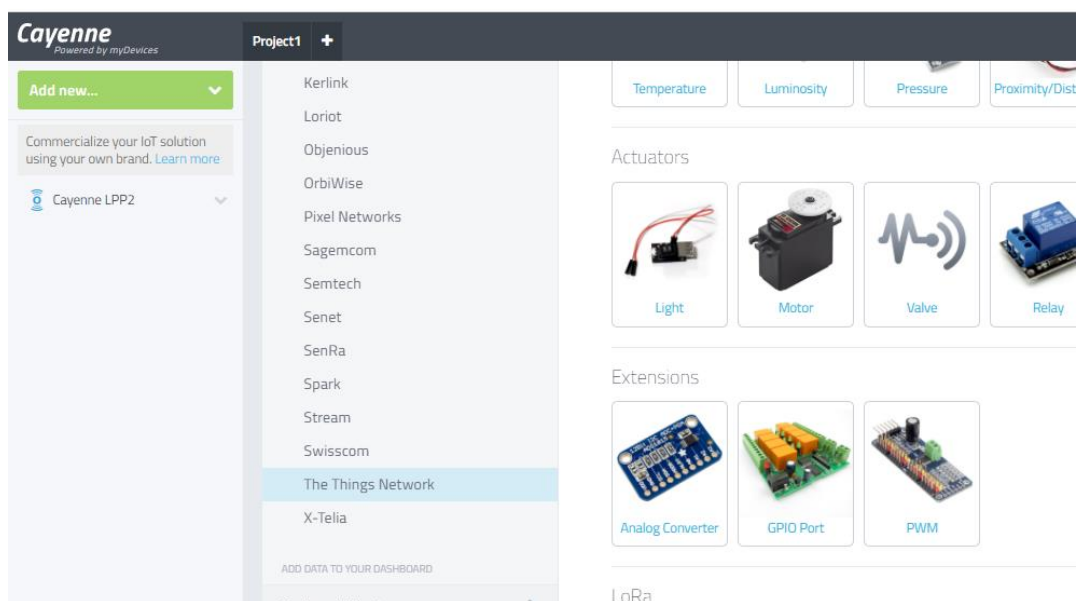 Cayenne
Powered by myDevices
Project1 +
Add new...
Commercialize your IoT solution
using your own brand. Learn more
Cayenne LPP2
Kerlink
Loriot
Objenious
OrbiWise
Pixel Networks
Sagemcom
Semtech
Senet
SenRa
Spark
Stream
Swisscom
The Things Network
X-Telia
ADD DATA TO YOUR DASHBOARD
Temperature
Luminosity
Pressure
Proximity/Dist
Actuators
Light
Motor
Valve
Relay
Extensions
Analog Converter
GPIO Port
PWM
LoRa